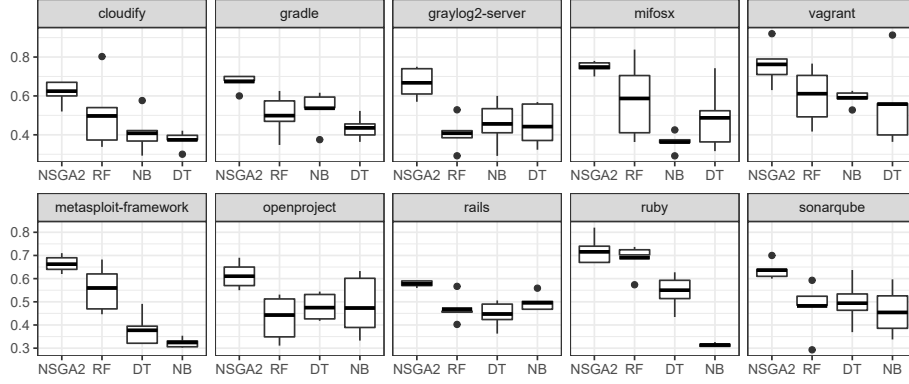 cloudify gradle graylog2-server mifosx vagrant
0.8
0.6
0.4
NSGA2 RF NB DT NSGA2 RF NB DT NSGA2 RF NB DT NSGA2 RF NB DT NSGA2 RF NB DT
metasploit-framework openproject rails ruby sonarqube
0.8
0.7
0.6
0.5
0.4
0.3
NSGA2 RF DT NB NSGA2 RF DT NB NSGA2 RF DT NB NSGA2 RF DT NB NSGA2 RF DT NB